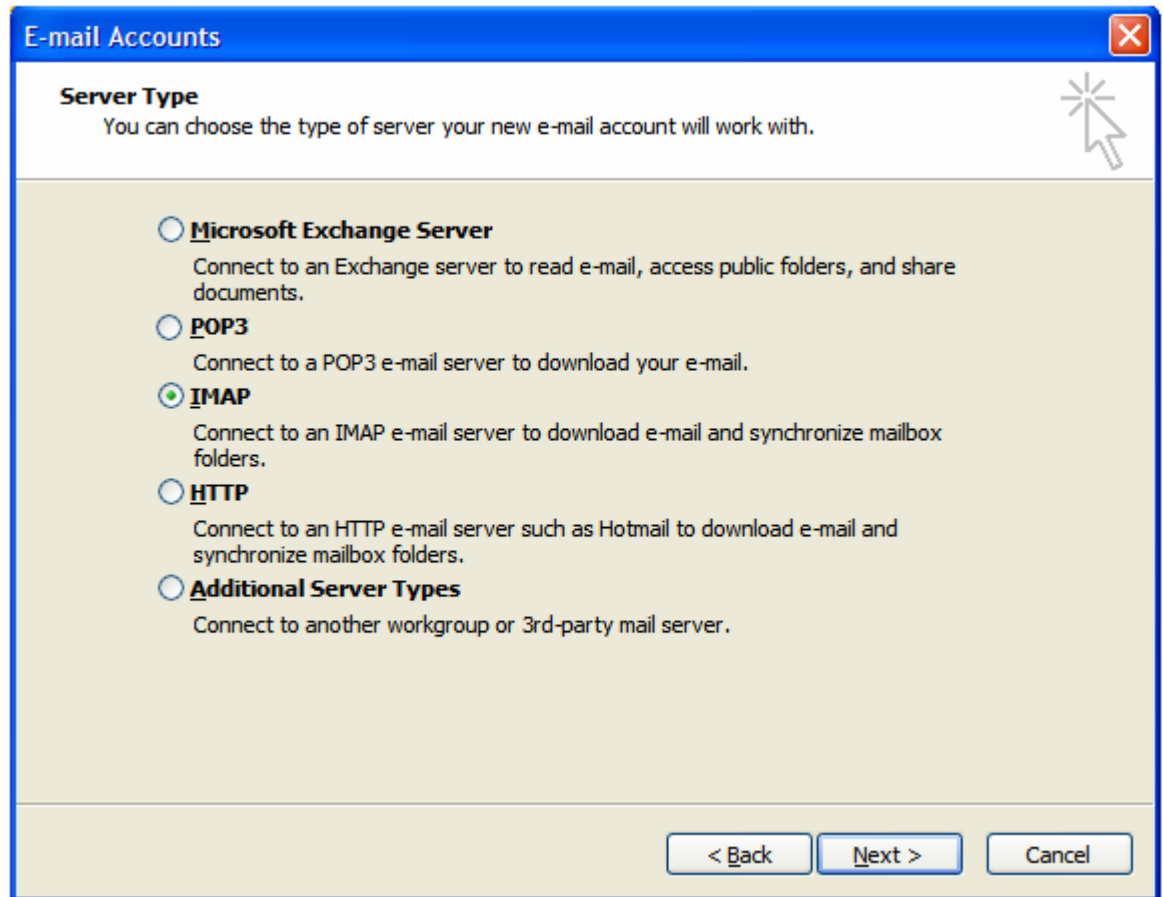 E-mail Accounts
Server Type
You can choose the type of server your new e-mail account will work with.
Microsoft Exchange Server
Connect to an Exchange server to read e-mail, access public folders, and share
documents.
POP3
Connect to a POP3 e-mail server to download your e-mail.
IMAP
Connect to an IMAP e-mail server to download e-mail and synchronize mailbox
folders.
HTTP
Connect to an HTTP e-mail server such as Hotmail to download e-mail and
synchronize mailbox folders.
Additional Server Types
Connect to another workgroup or 3rd-party mail server.
< Back Next > Cancel